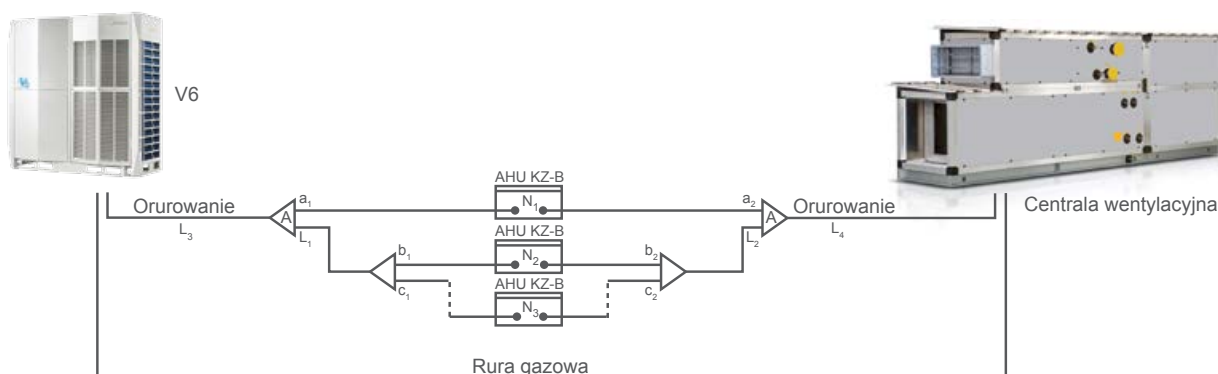 V6
AHU KZ-B
N₁
a₁
a₂
Orurowanie
L₃
A
L₁
A
L₂
Orurowanie
L₄
Centrala wentylacyjna
AHU KZ-B
N₂
b₁
b₂
AHU KZ-B
N₃
c₁
c₂
Rura gazowa